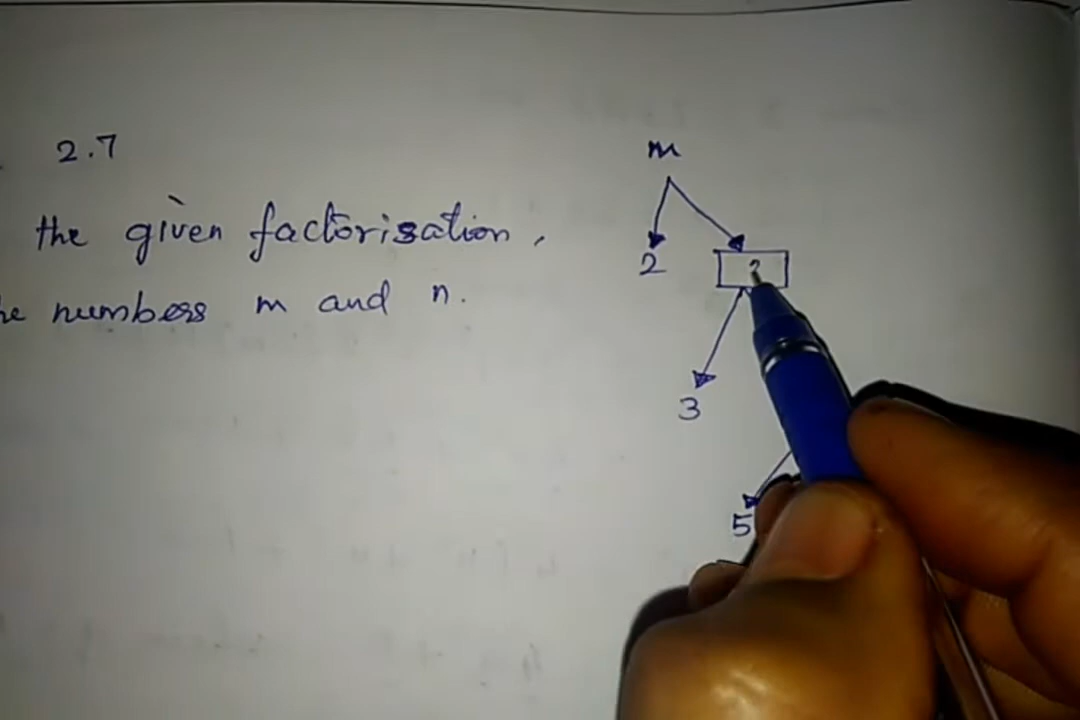 2.7
the given factorisation,
numbers m and n.
m
2
?
3
5